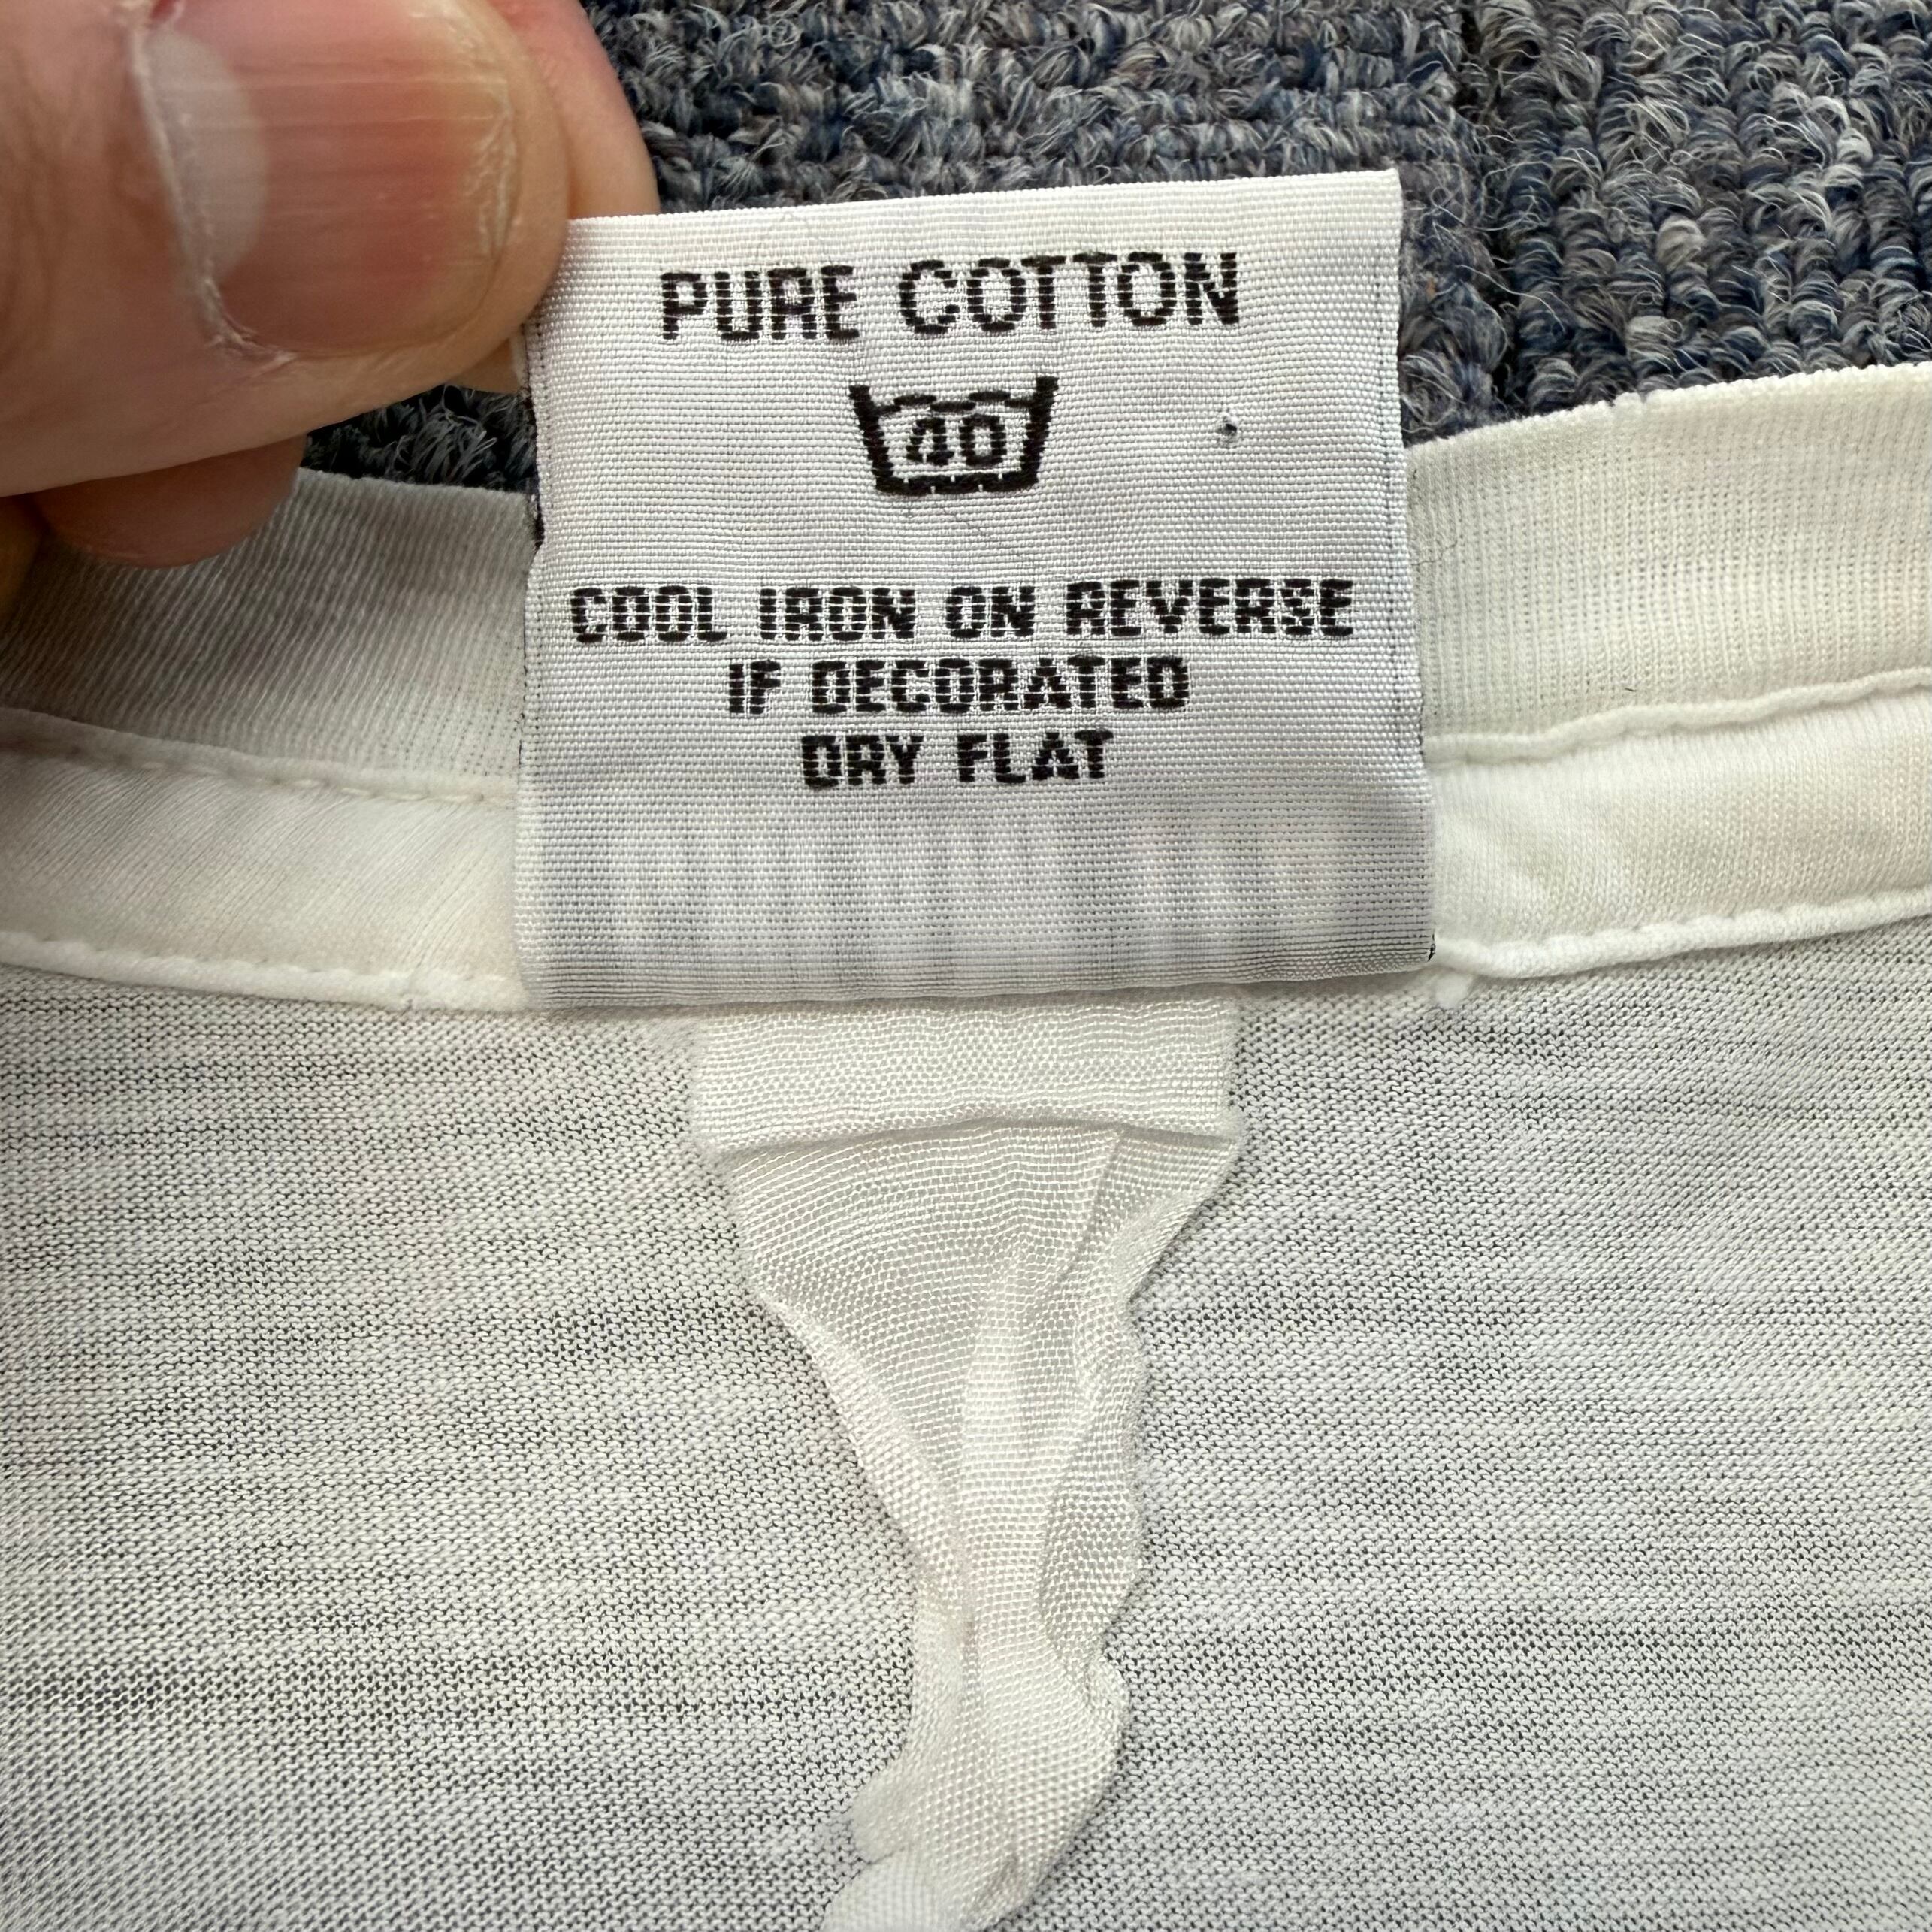 PURE COTTON
40
COOL IRON ON REVERSE
IF DECORATED
DRY FLAT